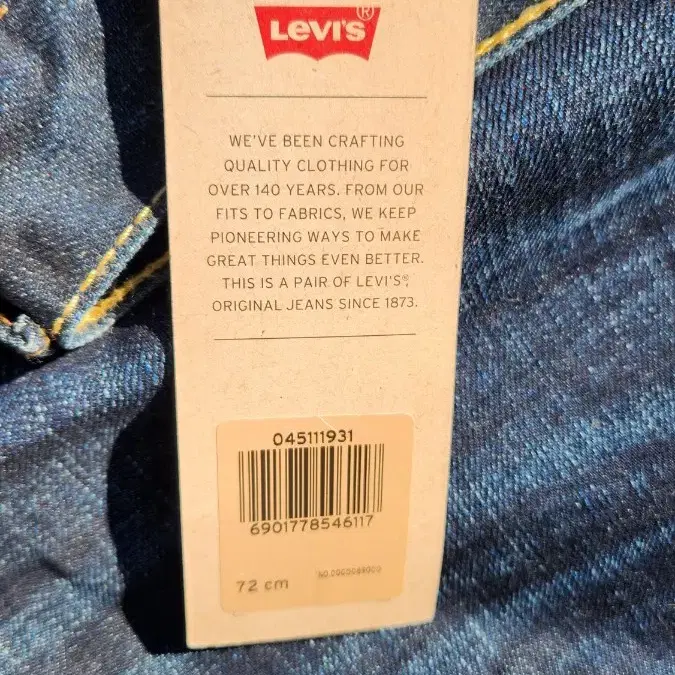 LEVI'S®
WE'VE BEEN CRAFTING
QUALITY CLOTHING FOR
OVER 140 YEARS. FROM OUR
FITS TO FABRICS, WE KEEP
PIONEERING WAYS TO MAKE
GREAT THINGS EVEN BETTER.
THIS IS A PAIR OF LEVI'S®,
ORIGINAL JEANS SINCE 1873.
045111931
6901778546117
72 cm